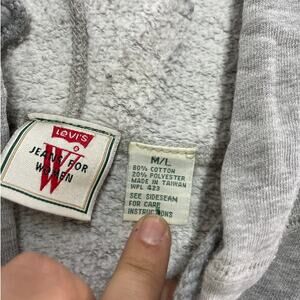 LEVI'S
JEANS FOR
W
WOMEN
M/L
80% COTTON
20% POLYESTER
MADE IN TAIWAN
WPL 423
SEE SIDESEAM
FOR CARE
INSTRUCTIONS